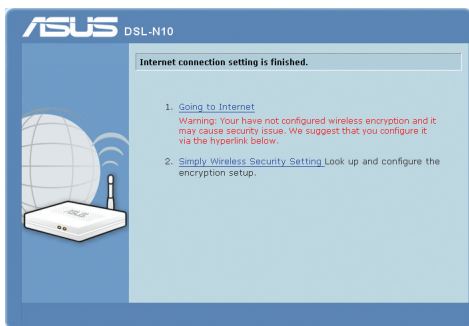 ASUS DSL-N10
Internet connection setting is finished.
1. Going to Internet
Warning: Your have not configured wireless encryption and it
may cause security issue. We suggest that you configure it
via the hyperlink below.
2. Simply Wireless Security Setting Look up and configure the
encryption setup.